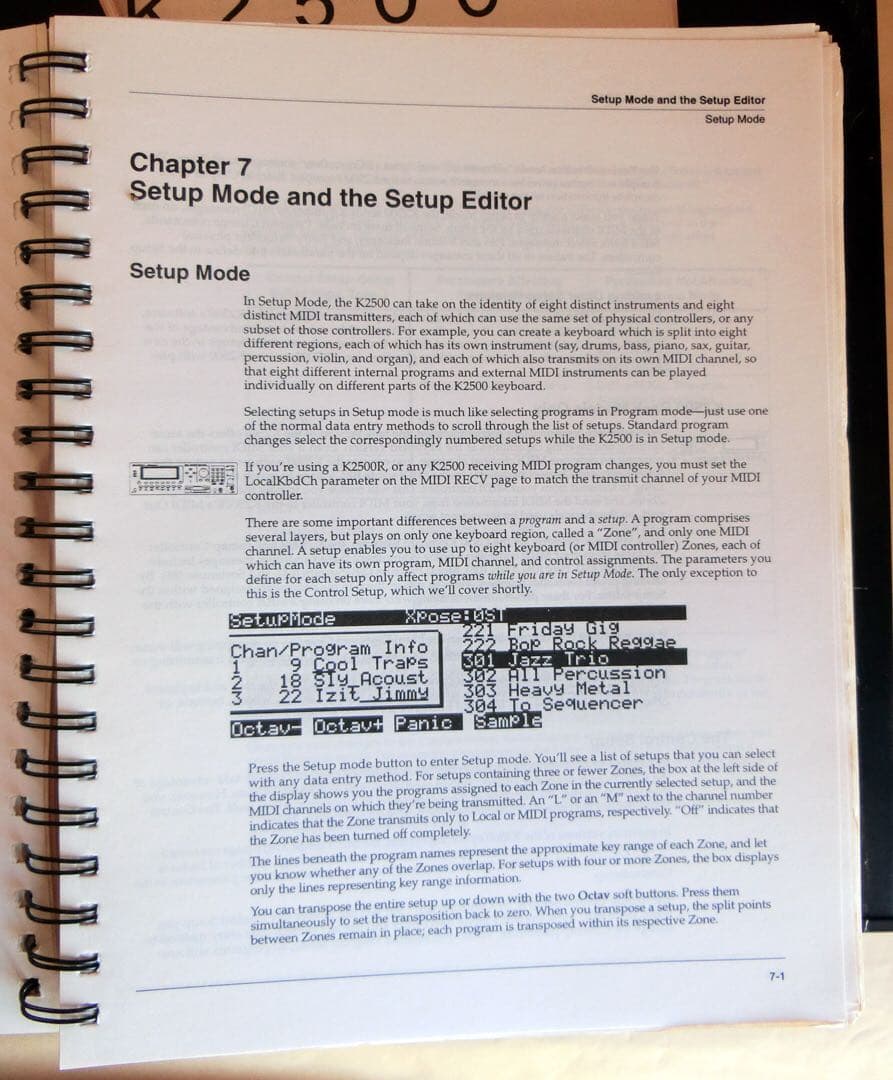 K2500
Setup Mode and the Setup Editor
Setup Mode
Chapter 7
Setup Mode and the Setup Editor
Setup Mode
In Setup Mode, the K2500 can take on the identity of eight distinct instruments and eight
distinct MIDI transmitters, each of which can use the same set of physical controllers, or any
subset of those controllers. For example, you can create a keyboard which is split into eight
different regions, each of which has its own instrument (say, drums, bass, piano, sax, guitar,
percussion, violin, and organ), and each of which also transmits on its own MIDI channel, so
that eight different internal programs and external MIDI instruments can be played
individually on different parts of the K2500 keyboard.
Selecting setups in Setup mode is much like selecting programs in Program mode—just use one
of the normal data entry methods to scroll through the list of setups. Standard program
changes select the correspondingly numbered setups while the K2500 is in Setup mode.
If you're using a K2500R, or any K2500 receiving MIDI program changes, you must set the
LocalKbdCh parameter on the MIDI RECV page to match the transmit channel of your MIDI
controller.
There are some important differences between a program and a setup. A program comprises
several layers, but plays on only one keyboard region, called a "Zone", and only one MIDI
channel. A setup enables you to use up to eight keyboard (or MIDI controller) Zones, each of
which can have its own program, MIDI channel, and control assignments. The parameters you
define for each setup only affect programs while you are in Setup Mode. The only exception to
this is the Control Setup, which we'll cover shortly.
SetupMode Xpose:0ST
Chan/Program Info
1 9 Cool Traps
2 18 Sly Acoust
3 22 Izit Jimmy
221 Friday Gig
222 Bop Rock Reggae
301 Jazz Trio
302 All Percussion
303 Heavy Metal
304 To Sequencer
Octav- Octav+ Panic Sample
Press the Setup mode button to enter Setup mode. You'll see a list of setups that you can select
with any data entry method. For setups containing three or fewer Zones, the box at the left side of
the display shows you the programs assigned to each Zone in the currently selected setup, and the
MIDI channels on which they're being transmitted. An "L" or an "M" next to the channel number
indicates that the Zone transmits only to Local or MIDI programs, respectively. "Off" indicates that
the Zone has been turned off completely.
The lines beneath the program names represent the approximate key range of each Zone, and let
you know whether any of the Zones overlap. For setups with four or more Zones, the box displays
only the lines representing key range information.
You can transpose the entire setup up or down with the two Octav soft buttons. Press them
simultaneously to set the transposition back to zero. When you transpose a setup, the split points
between Zones remain in place; each program is transposed within its respective Zone.
7-1